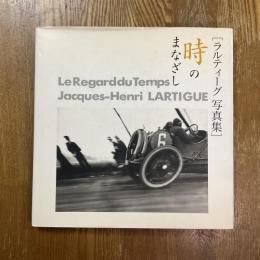 [ラルティーグ 写真集]
時の
まなざし
Le Regard du Temps
Jacques-Henri LARTIGUE
6